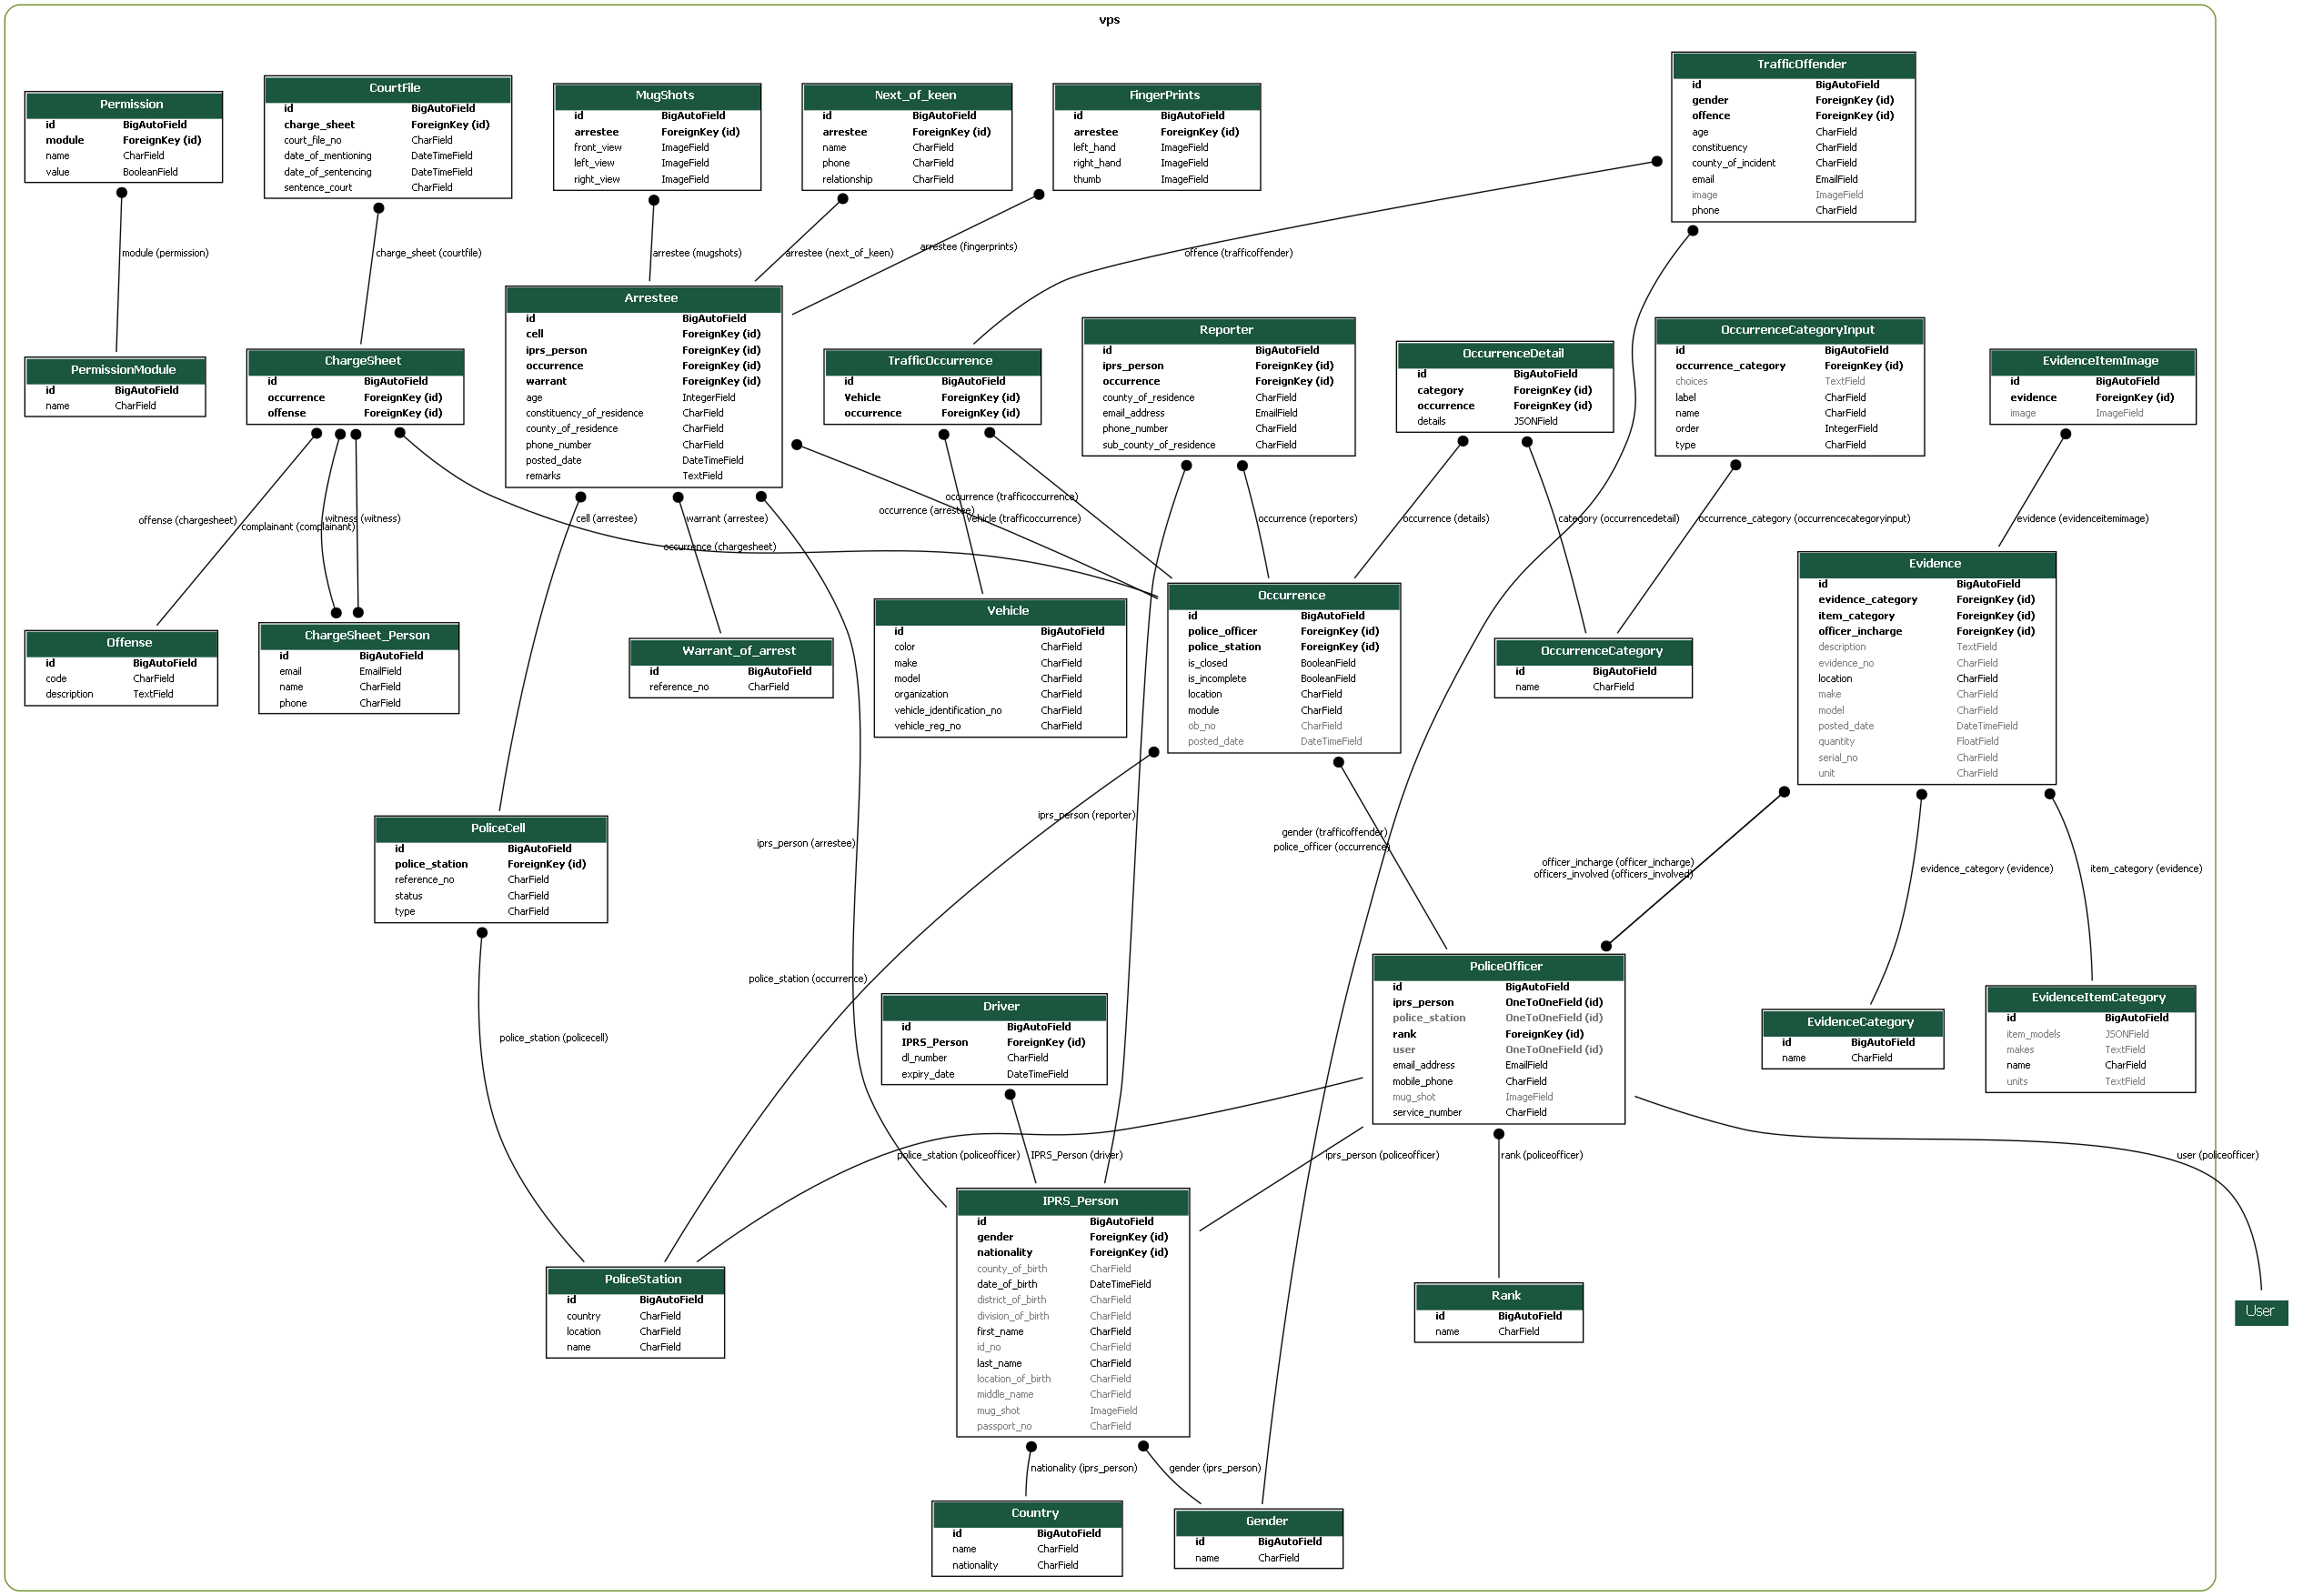 vps
Permission
id BigAutoField
module ForeignKey (id)
name CharField
value BooleanField
CourtFile
id BigAutoField
charge_sheet ForeignKey (id)
court_file_no CharField
date_of_mentioning DateTimeField
date_of_sentencing DateTimeField
sentence_court CharField
MugShots
id BigAutoField
arrestee ForeignKey (id)
front_view ImageField
left_view ImageField
right_view ImageField
Next_of_keen
id BigAutoField
arrestee ForeignKey (id)
name CharField
phone CharField
relationship CharField
FingerPrints
id BigAutoField
arrestee ForeignKey (id)
left_hand ImageField
right_hand ImageField
thumb ImageField
TrafficOffender
id BigAutoField
gender ForeignKey (id)
offence ForeignKey (id)
age CharField
constituency CharField
county_of_incident CharField
email EmailField
image ImageField
phone CharField
module (permission)
charge_sheet (courtfile)
arrestee (mugshots)
arrestee (next_of_keen)
arrestee (fingerprints)
offence (trafficoffender)
PermissionModule
id BigAutoField
name CharField
ChargeSheet
id BigAutoField
occurrence ForeignKey (id)
offense ForeignKey (id)
Arrestee
id BigAutoField
cell ForeignKey (id)
iprs_person ForeignKey (id)
occurrence ForeignKey (id)
warrant ForeignKey (id)
age IntegerField
constituency_of_residence CharField
county_of_residence CharField
phone_number CharField
posted_date DateTimeField
remarks TextField
TrafficOccurrence
id BigAutoField
Vehicle ForeignKey (id)
occurrence ForeignKey (id)
Reporter
id BigAutoField
iprs_person ForeignKey (id)
occurrence ForeignKey (id)
county_of_residence CharField
email_address EmailField
phone_number CharField
sub_county_of_residence CharField
OccurrenceDetail
id BigAutoField
category ForeignKey (id)
occurrence ForeignKey (id)
details JSONField
OccurrenceCategoryInput
id BigAutoField
occurrence_category ForeignKey (id)
choices TextField
label CharField
name CharField
order IntegerField
type CharField
EvidenceItemImage
id BigAutoField
evidence ForeignKey (id)
image ImageField
offense (chargesheet)
complainant (complainant)
witness (witness)
occurrence (chargesheet)
cell (arrestee)
warrant (arrestee)
occurrence (arrestee)
occurrence (trafficoccurrence)
Vehicle (trafficoccurrence)
occurrence (reporters)
occurrence (details)
category (occurrencedetail)
occurrence_category (occurrencecategoryinput)
evidence (evidenceitemimage)
Offense
id BigAutoField
code CharField
description TextField
ChargeSheet_Person
id BigAutoField
email EmailField
name CharField
phone CharField
Warrant_of_arrest
id BigAutoField
reference_no CharField
Vehicle
id BigAutoField
color CharField
make CharField
model CharField
organization CharField
vehicle_identification_no CharField
vehicle_reg_no CharField
Occurrence
id BigAutoField
police_officer ForeignKey (id)
police_station ForeignKey (id)
is_closed BooleanField
is_incomplete BooleanField
location CharField
module CharField
ob_no CharField
posted_date DateTimeField
OccurrenceCategory
id BigAutoField
name CharField
Evidence
id BigAutoField
evidence_category ForeignKey (id)
item_category ForeignKey (id)
officer_incharge ForeignKey (id)
description TextField
evidence_no CharField
location CharField
make CharField
model CharField
posted_date DateTimeField
quantity FloatField
serial_no CharField
unit CharField
PoliceCell
id BigAutoField
police_station ForeignKey (id)
reference_no CharField
status CharField
type CharField
iprs_person (arrestee)
iprs_person (reporter)
gender (trafficoffender)
police_officer (occurrence)
officer_incharge (officer_incharge)
officers_involved (officers_involved)
evidence_category (evidence)
item_category (evidence)
police_station (occurrence)
police_station (policecell)
Driver
id BigAutoField
IPRS_Person ForeignKey (id)
dl_number CharField
expiry_date DateTimeField
PoliceOfficer
id BigAutoField
iprs_person OneToOneField (id)
police_station OneToOneField (id)
rank ForeignKey (id)
user OneToOneField (id)
email_address EmailField
mobile_phone CharField
mug_shot ImageField
service_number CharField
EvidenceCategory
id BigAutoField
name CharField
EvidenceItemCategory
id BigAutoField
item_models JSONField
makes TextField
name CharField
units TextField
police_station (policeofficer)
IPRS_Person (driver)
iprs_person (policeofficer)
rank (policeofficer)
user (policeofficer)
PoliceStation
id BigAutoField
country CharField
location CharField
name CharField
IPRS_Person
id BigAutoField
gender ForeignKey (id)
nationality ForeignKey (id)
county_of_birth CharField
date_of_birth DateTimeField
district_of_birth CharField
division_of_birth CharField
first_name CharField
id_no CharField
last_name CharField
location_of_birth CharField
middle_name CharField
mug_shot ImageField
passport_no CharField
Rank
id BigAutoField
name CharField
User
nationality (iprs_person)
gender (iprs_person)
Country
id BigAutoField
name CharField
nationality CharField
Gender
id BigAutoField
name CharField